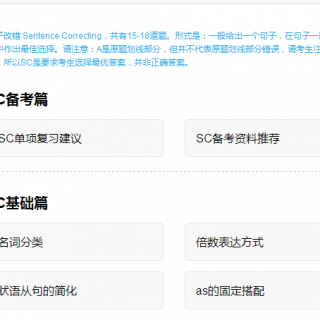 子改错 Sentence Correcting，共有15-18道题。形式是：一般给出一个句子，在句子一
中作出最佳选择。请注意：A是原题划线部分，但并不代表原题划线部分错误，请考生注
所以SC是要求考生选择最优答案，并非正确答案。
C备考篇
SC单项复习建议
SC备考资料推荐
C基础篇
名词分类
倍数表达方式
状语从句的简化
as的固定搭配